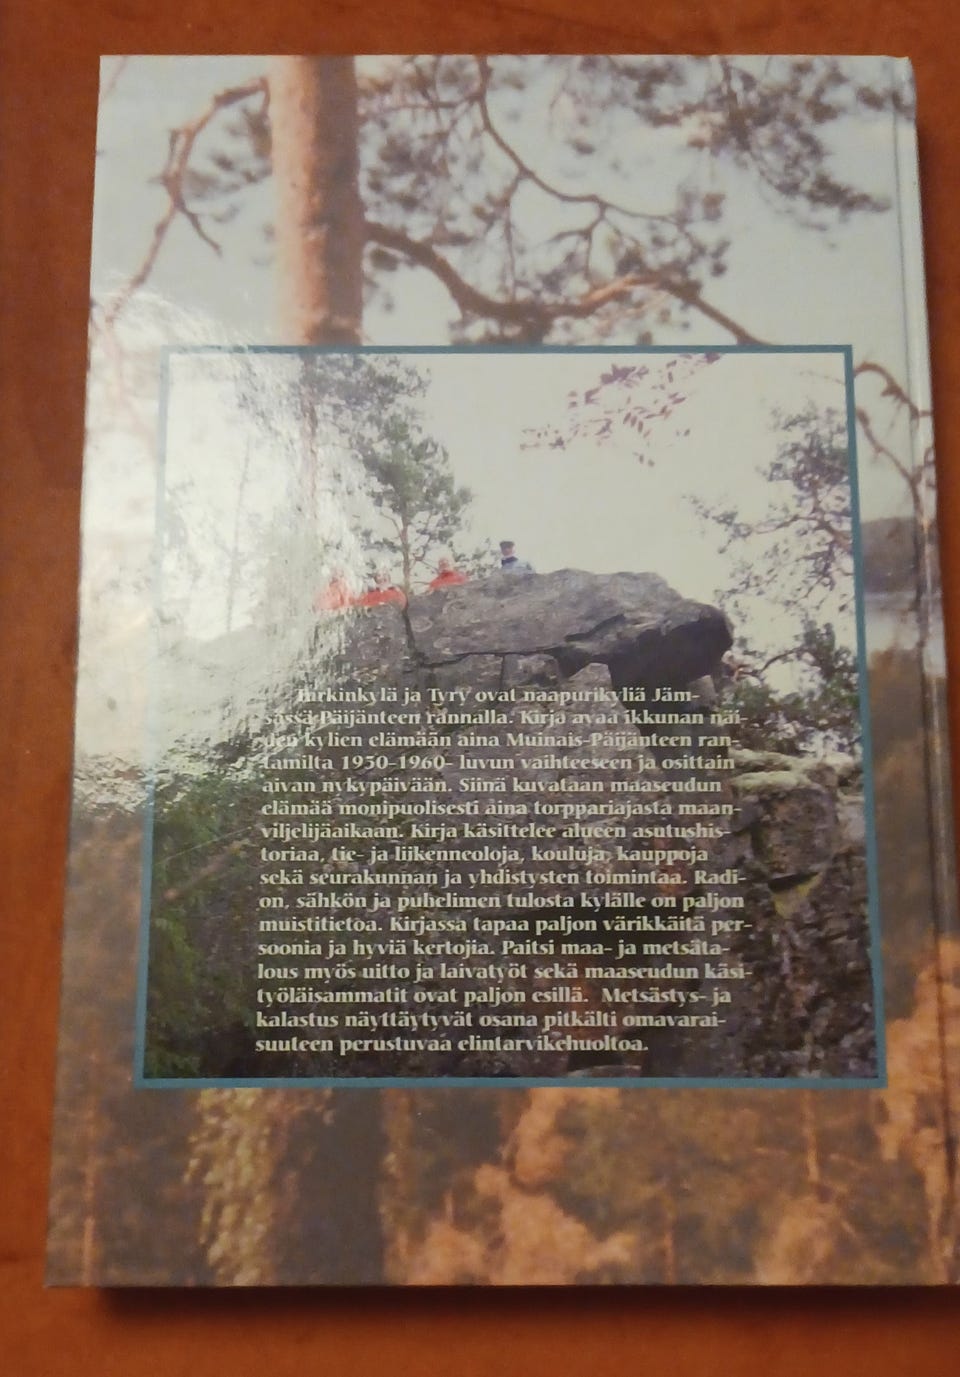 Hirkinkylä ja Tyry ovat naapurikyliä Jäm-
sässä Päijänteen rannalla. Kirja avaa ikkunan näi-
den kylien elämään aina Muinais-Päijänteen ran-
tamilta 1950-1960- luvun vaihteeseen ja osittain
aivan nykypäivään. Siinä kuvataan maaseudun
elämää monipuolisesti aina torppariajasta maan-
viljelijäaikaan. Kirja käsittelee alueen asutushis-
toriaa, tie- ja liikenneoloja, kouluja, kauppoja
sekä seurakunnan ja yhdistysten toimintaa. Radi-
on, sähkön ja puhelimen tulosta kylälle on paljon
muistitietoa. Kirjassa tapaa paljon värikkäitä per-
soonia ja hyviä kertojia. Paitsi maa- ja metsäta-
lous myös uitto ja laivatyöt sekä maaseudun käsi-
työläisammatit ovat paljon esillä. Metsästys- ja
kalastus näyttäytyvät osana pitkälti omavarai-
suuteen perustuvaa elintarvikehuoltoa.